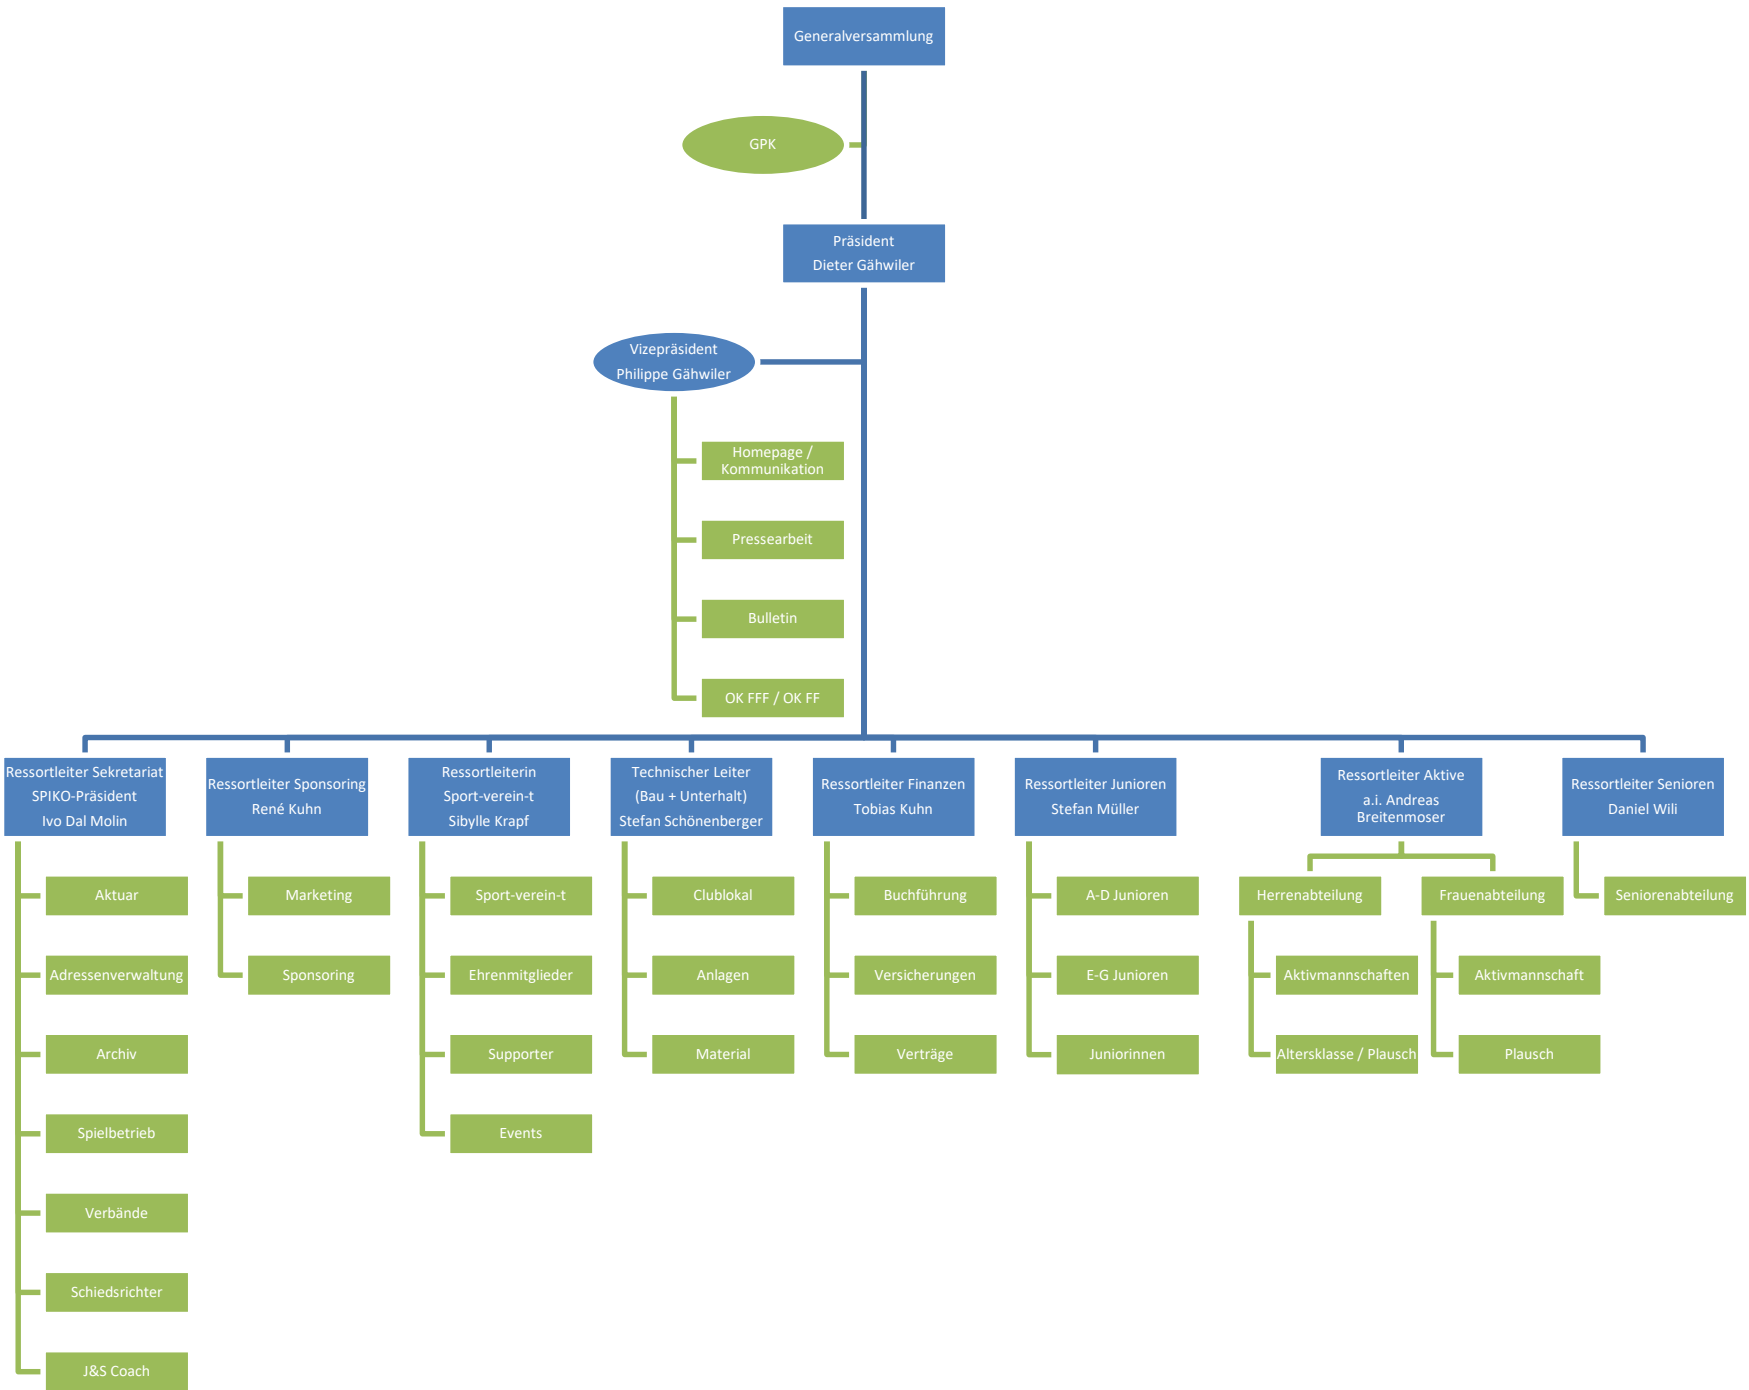 Generalversammlung
GPK
Präsident
Dieter Gähwiler
Vizepräsident
Philippe Gähwiler
Homepage /
Kommunikation
Pressearbeit
Bulletin
OK FFF / OK FF
Ressortleiter Sekretariat
SPIKO-Präsident
Ivo Dal Molin
Aktuar
Adressenverwaltung
Archiv
Spielbetrieb
Verbände
Schiedsrichter
J&S Coach
Ressortleiter Sponsoring
René Kuhn
Marketing
Sponsoring
Ressortleiterin
Sport-verein-t
Sibylle Krapf
Sport-verein-t
Ehrenmitglieder
Supporter
Events
Technischer Leiter
(Bau + Unterhalt)
Stefan Schönenberger
Clublokal
Anlagen
Material
Ressortleiter Finanzen
Tobias Kuhn
Buchführung
Versicherungen
Verträge
Ressortleiter Junioren
Stefan Müller
A-D Junioren
E-G Junioren
Juniorinnen
Ressortleiter Aktive
a.i. Andreas
Breitenmoser
Herrenabteilung
Aktivmannschaften
Altersklasse / Plausch
Frauenabteilung
Aktivmannschaft
Plausch
Ressortleiter Senioren
Daniel Wili
Seniorenabteilung